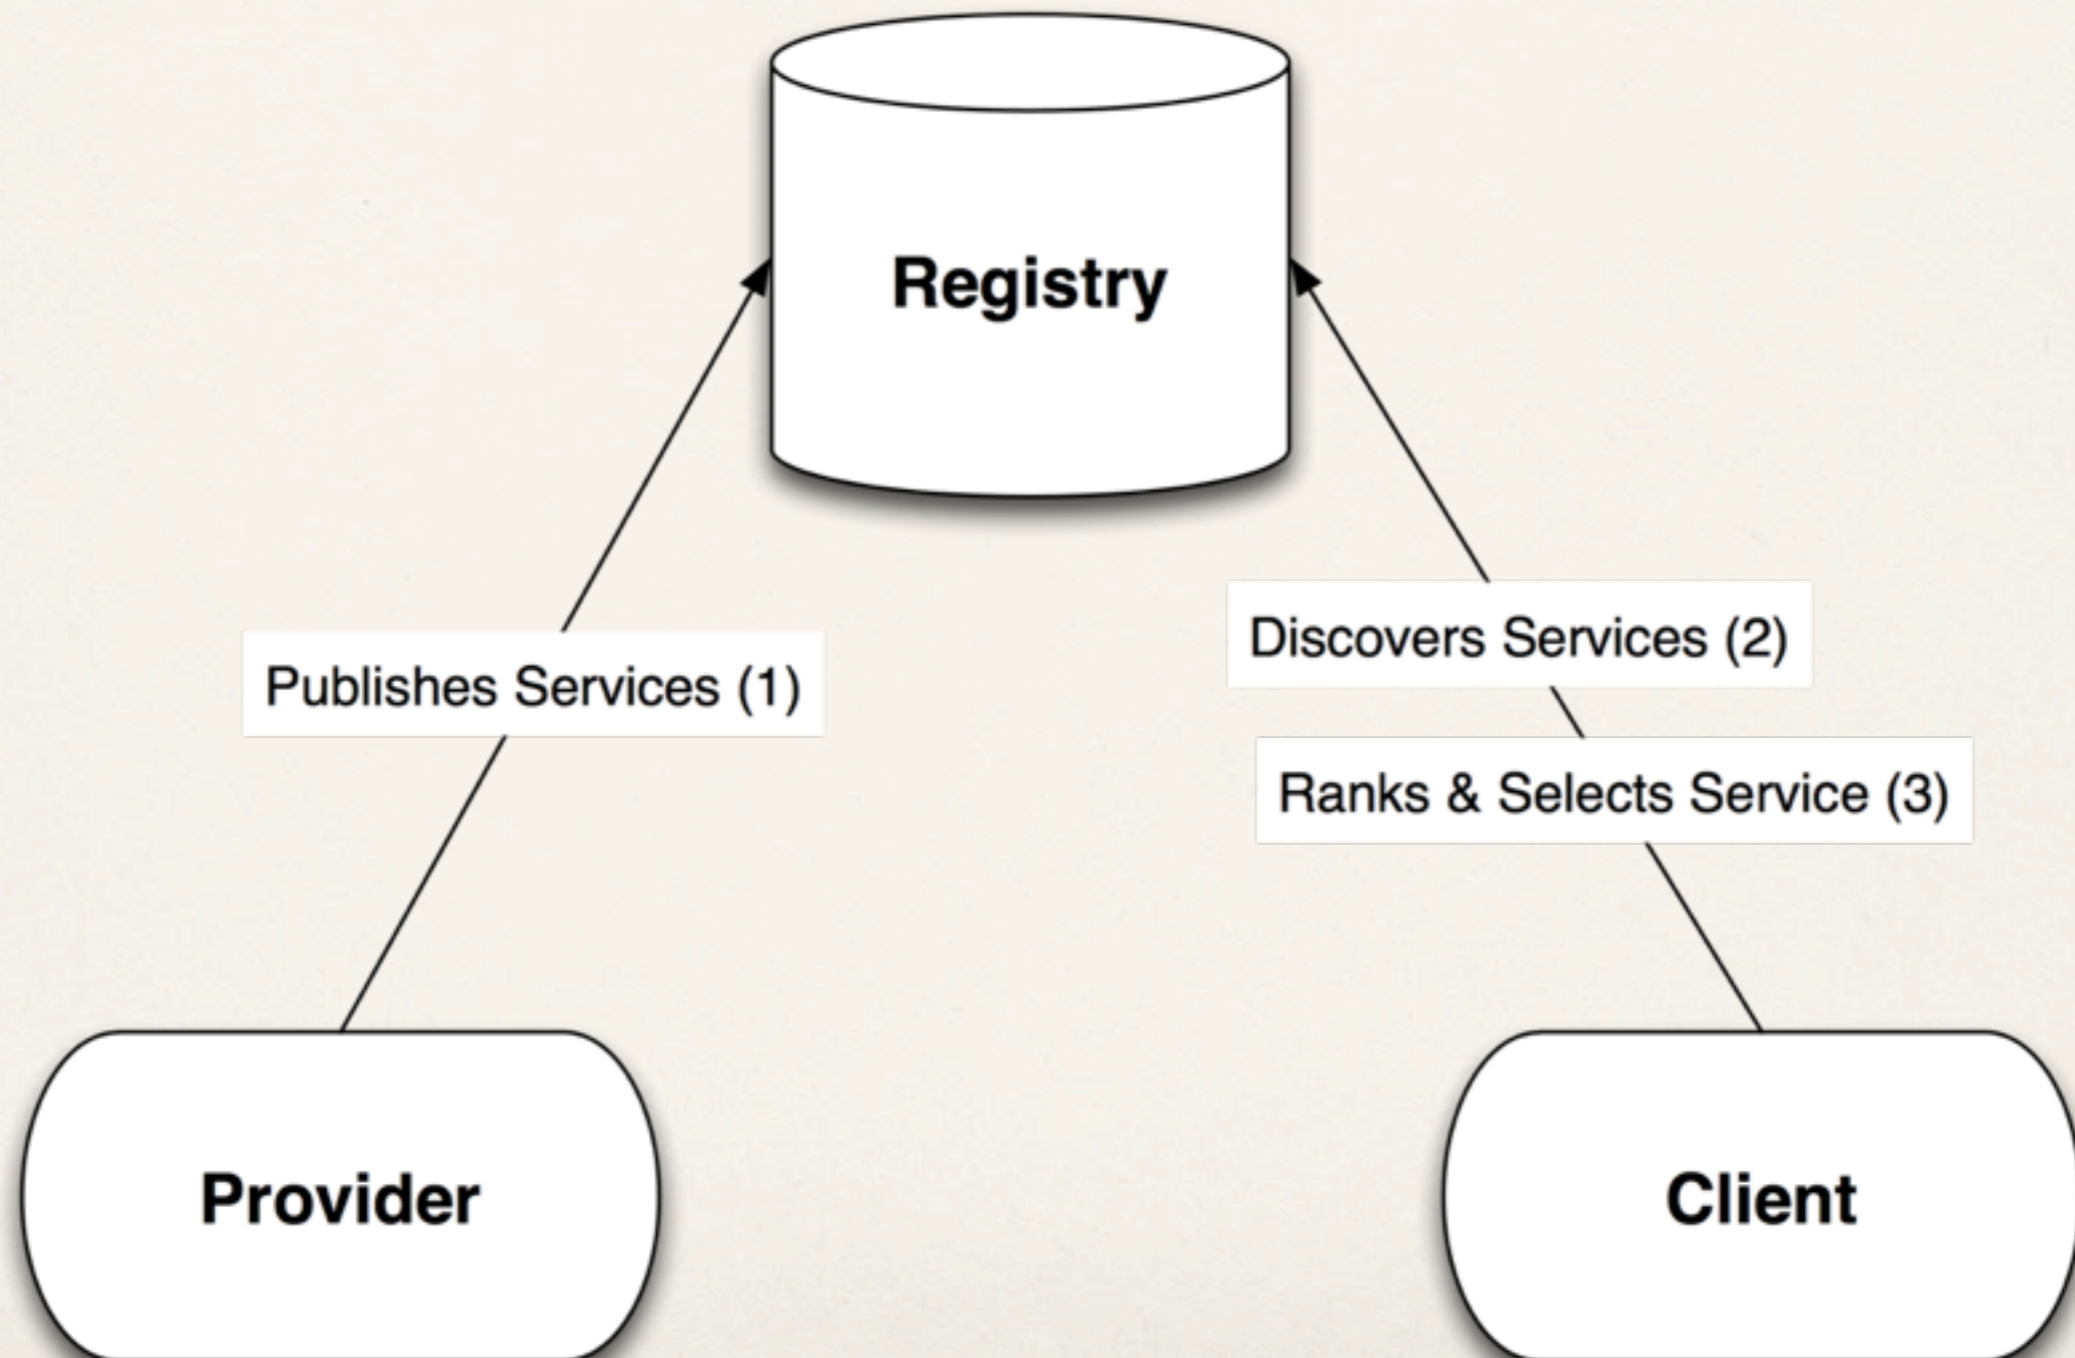 Registry
Discovers Services (2)
Publishes Services (1)
Ranks & Selects Service (3)
Provider
Client